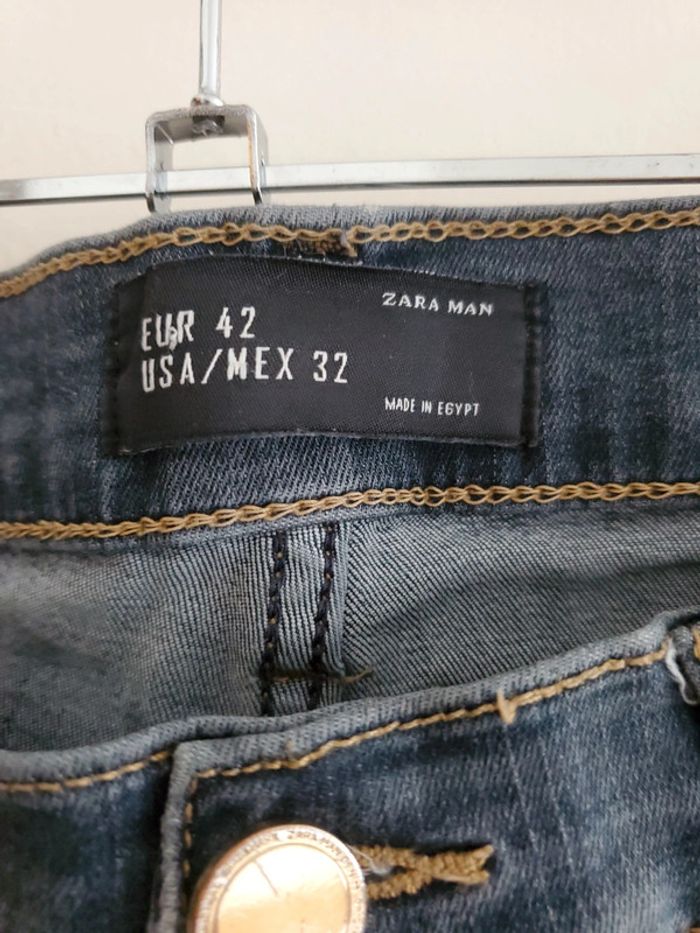 ZARA MAN
EUR 42
USA/MEX 32
MADE IN EGYPT